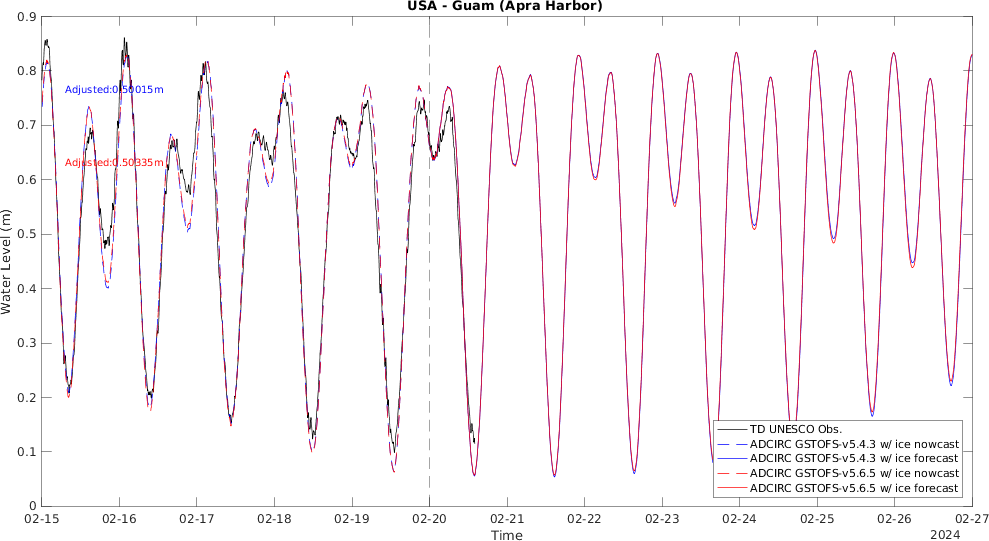 USA - Guam (Apra Harbor)
0.9
0.8
0.7
0.6
0.5
0.4
0.3
0.2
0.1
0
Water Level (m)
Adjusted:0.50015m
Adjusted:0.50335m
TD UNESCO Obs.
ADCIRC GSTOFS-v5.4.3 w/ ice nowcast
ADCIRC GSTOFS-v5.4.3 w/ ice forecast
ADCIRC GSTOFS-v5.6.5 w/ ice nowcast
ADCIRC GSTOFS-v5.6.5 w/ ice forecast
02-15 02-16 02-17 02-18 02-19 02-20 02-21 02-22 02-23 02-24 02-25 02-26 02-27
Time
2024